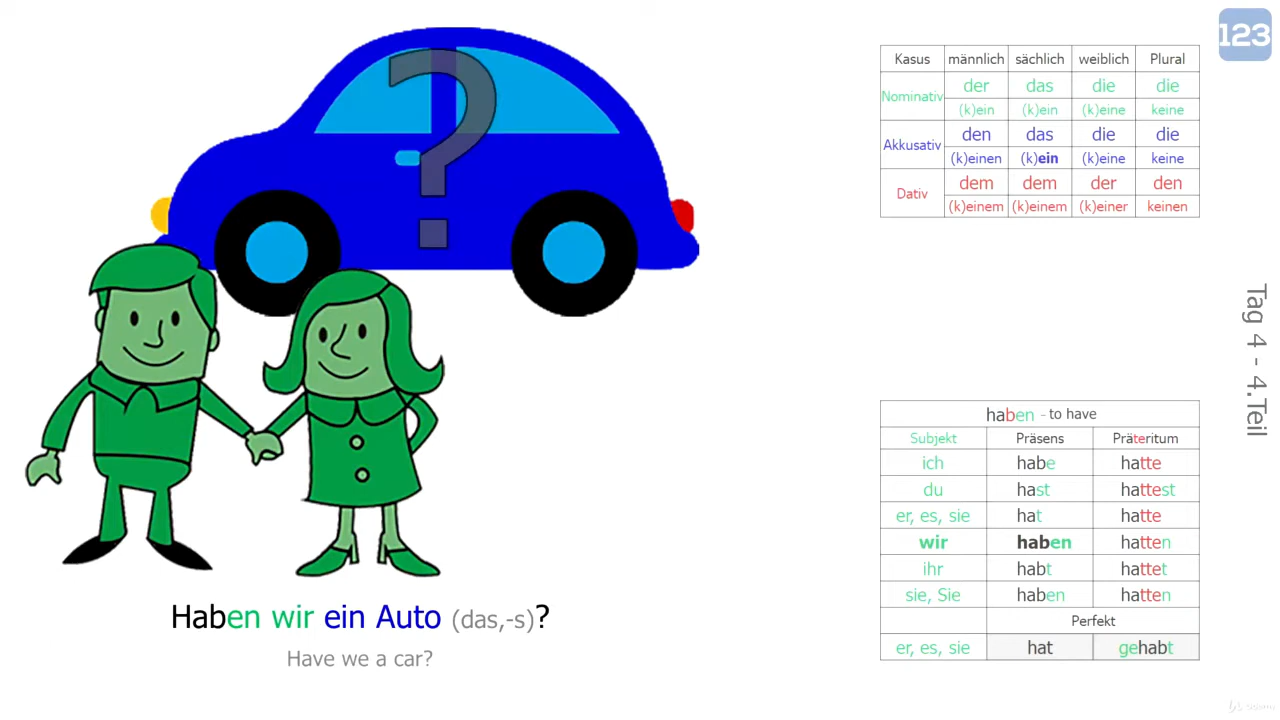 ?
123
Kasus männlich sächlich weiblich Plural
Nominativ der das die die
(k)ein (k)ein (k)eine keine
Akkusativ den das die die
(k)einen (k)ein (k)eine keine
Dativ dem dem der den
(k)einem (k)einem (k)einer keinen
Tag 4 - 4.Teil
haben - to have
Subjekt Präsens Präteritum
ich habe hatte
du hast hattest
er, es, sie hat hatte
wir haben hatten
ihr habt hattet
sie, Sie haben hatten
Perfekt
er, es, sie hat gehabt
Haben wir ein Auto (das,-s)?
Have we a car?